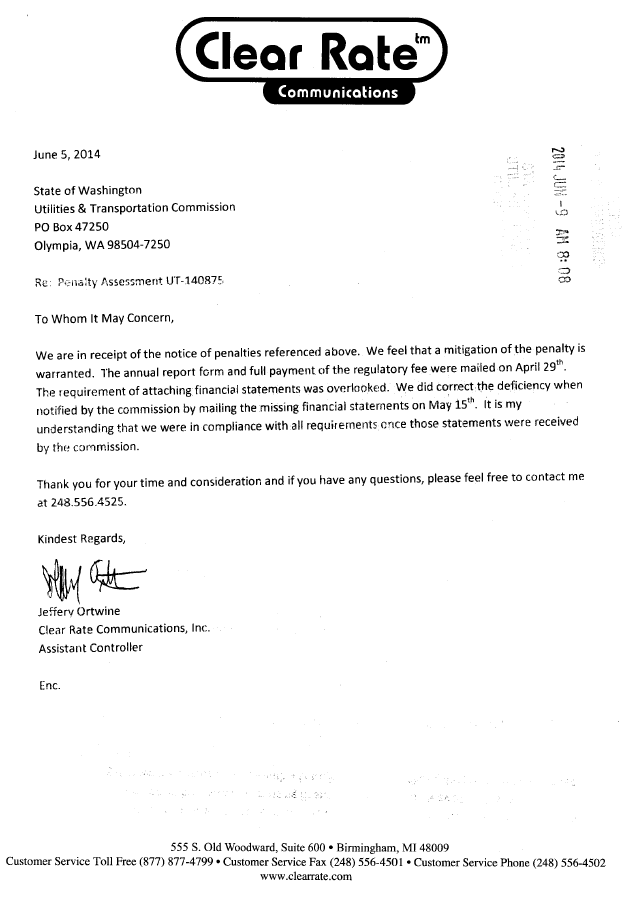 Clear Rate™
Communications
June 5, 2014
State of Washington
Utilities & Transportation Commission
PO Box 47250
Olympia, WA 98504-7250
Re: Penalty Assessment UT-140875
To Whom It May Concern,
We are in receipt of the notice of penalties referenced above. We feel that a mitigation of the penalty is
warranted. The annual report form and full payment of the regulatory fee were mailed on April 29th.
The requirement of attaching financial statements was overlooked. We did correct the deficiency when
notified by the commission by mailing the missing financial statements on May 15th. It is my
understanding that we were in compliance with all requirements once those statements were received
by the commission.
Thank you for your time and consideration and if you have any questions, please feel free to contact me
at 248.556.4525.
Kindest Regards,
Jeffery Ortwine
Clear Rate Communications, Inc.
Assistant Controller
Enc.
2014 JUN -9 AM 8:08
555 S. Old Woodward, Suite 600 • Birmingham, MI 48009
Customer Service Toll Free (877) 877-4799 • Customer Service Fax (248) 556-4501 • Customer Service Phone (248) 556-4502
www.clearrate.com